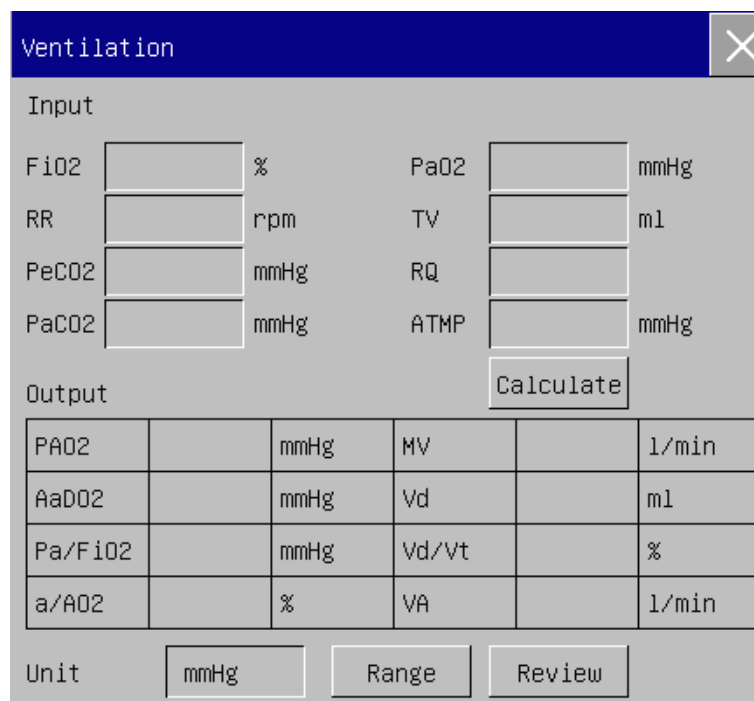 Ventilation
Input
FiO2 % PaO2 mmHg
RR rpm TV ml
PeCO2 mmHg RQ
PaCO2 mmHg ATMP mmHg
Calculate
Output
PAO2 mmHg MV l/min
AaDO2 mmHg Vd ml
Pa/FiO2 mmHg Vd/Vt %
a/AO2 % VA l/min
Unit mmHg Range Review